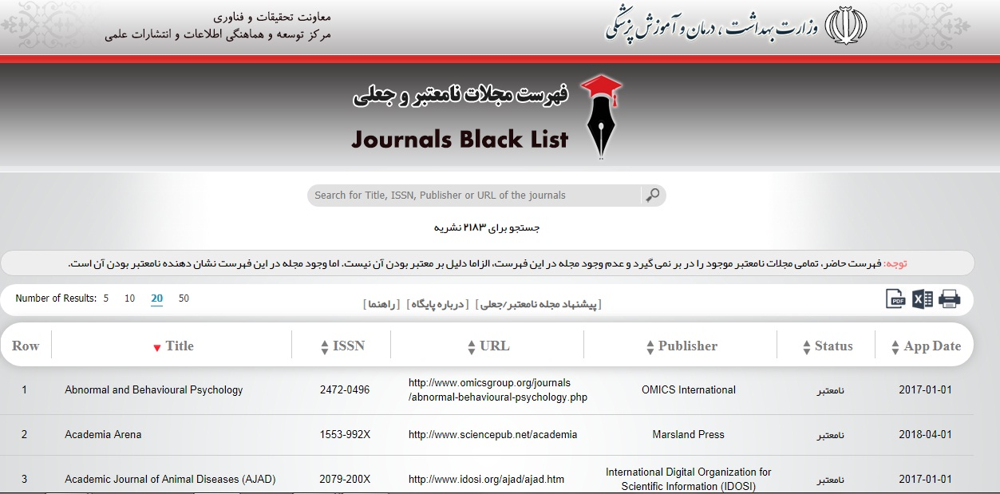 وزارت بهداشت، درمان و آموزش پزشکی
معاونت تحقیقات و فناوری
مرکز توسعه و هماهنگی اطلاعات و انتشارات علمی
فهرست مجلات نامعتبر و جعلی
Journals Black List
Search for Title, ISSN, Publisher or URL of the journals
جستجو برای ۲۱۸۳ نشریه
توجه: فهرست حاضر، تمامی مجلات نامعتبر موجود را در بر نمی گیرد و عدم وجود مجله در این فهرست، الزاما دلیل بر معتبر بودن آن نیست. اما وجود مجله در این فهرست نشان دهنده نامعتبر بودن آن است.
Number of Results: 5 10 20 50
[پیشنهاد مجله نامعتبر/جعلی] [درباره پایگاه] [راهنما]
PDF X
Row Title ISSN URL Publisher Status App Date
1 Abnormal and Behavioural Psychology 2472-0496 http://www.omicsgroup.org/journals OMICS International نامعتبر 2017-01-01
/abnormal-behavioural-psychology.php
2 Academia Arena 1553-992X http://www.sciencepub.net/academia Marsland Press نامعتبر 2018-04-01
3 Academic Journal of Animal Diseases (AJAD) 2079-200X http://www.idosi.org/ajad/ajad.htm International Digital Organization for نامعتبر 2017-01-01
Scientific Information (IDOSI)